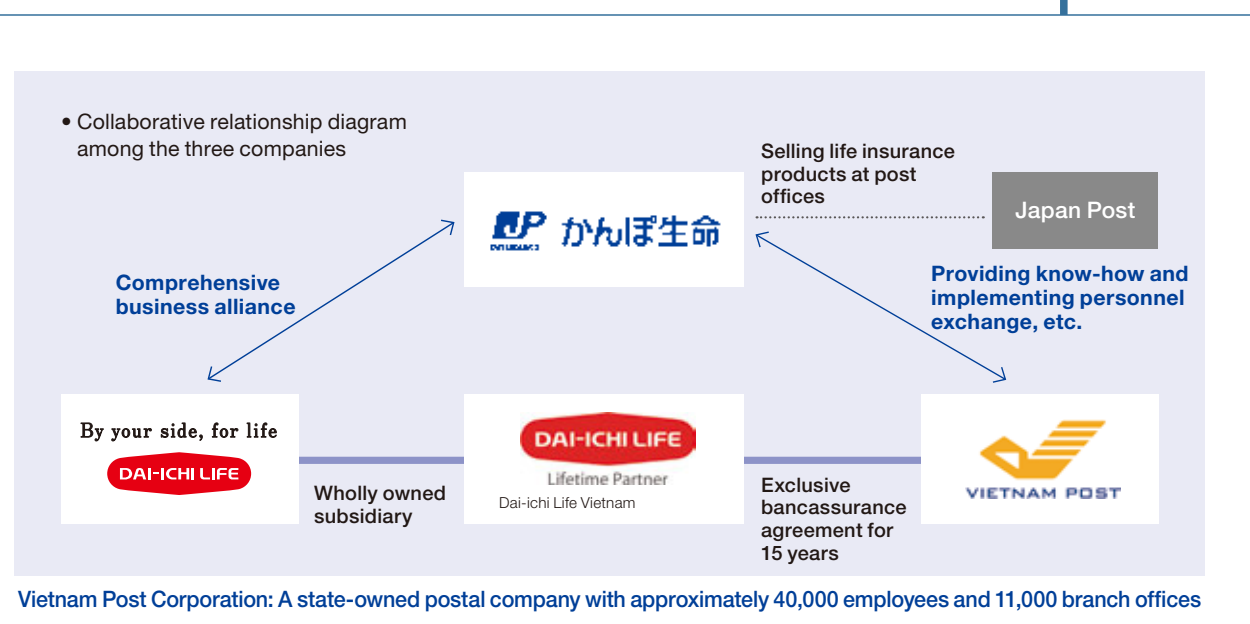 • Collaborative relationship diagram
among the three companies
Selling life insurance
products at post
offices
JP かんぽ生命
Japan Post
Comprehensive
business alliance
Providing know-how and
implementing personnel
exchange, etc.
By your side, for life
DAI-ICHI LIFE
Wholly owned
subsidiary
DAI-ICHI LIFE
Lifetime Partner
Dai-ichi Life Vietnam
Exclusive
bancassurance
agreement for
15 years
VIETNAM POST
Vietnam Post Corporation: A state-owned postal company with approximately 40,000 employees and 11,000 branch offices